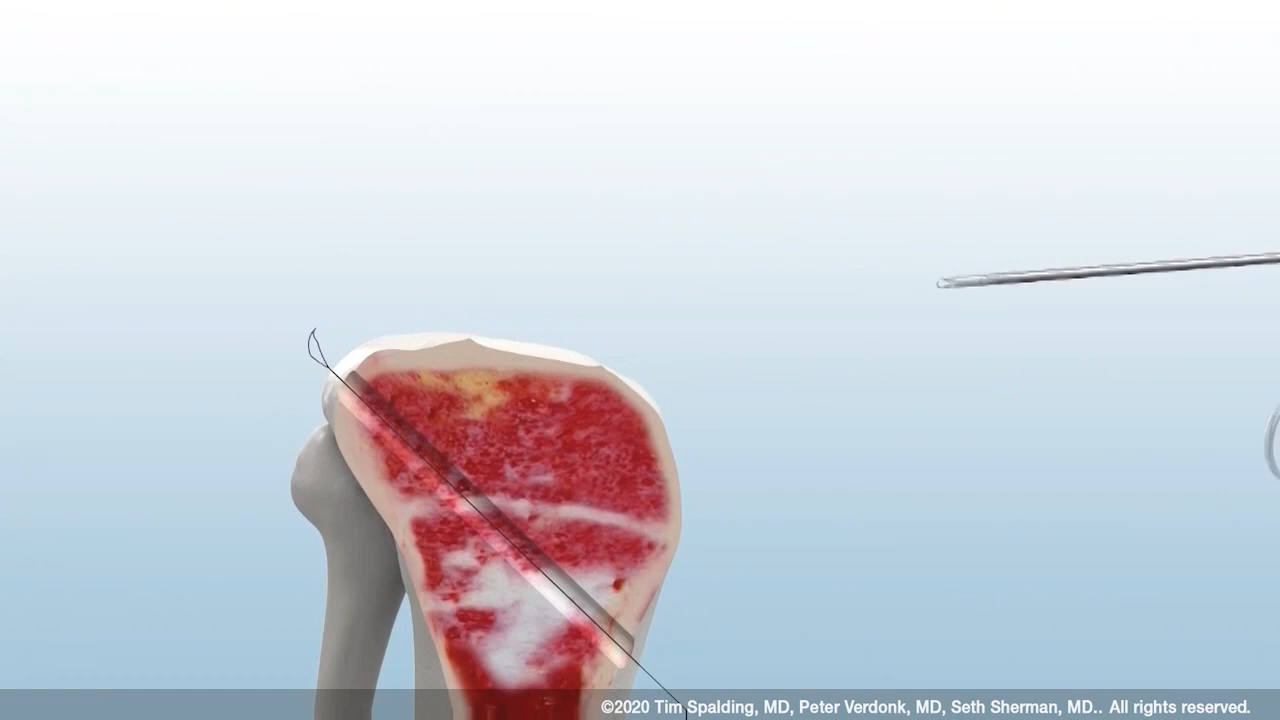 ©2020 Tim Spalding, MD, Peter Verdonk, MD, Seth Sherman, MD.. All rights reserved.